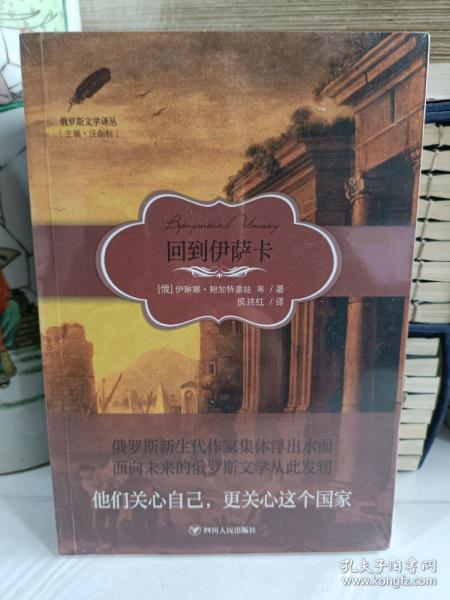 俄罗斯文学译丛
[主编·汪剑钊]
Вернуться в Итаку
回到伊萨卡
[俄] 伊琳娜·鲍加特廖娃 等 / 著
侯玮红 / 译
俄罗斯新生代作家集体浮出水面
面向未来的俄罗斯文学从此发轫
他们关心自己，更关心这个国家
四川人民出版社
孔夫子旧书网
www.kongfz.com